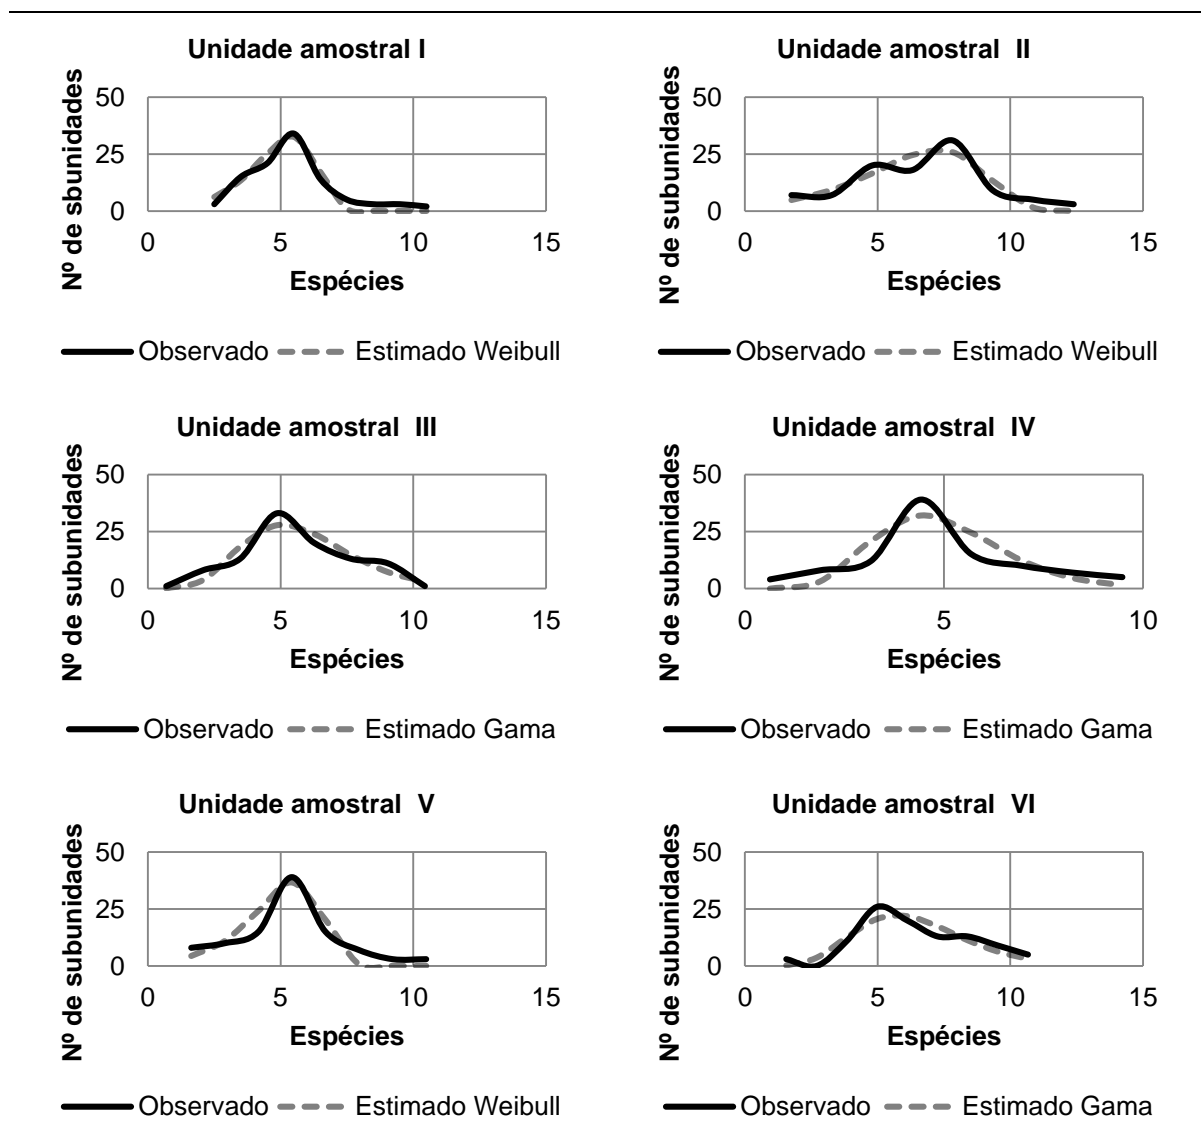 Unidade amostral I
Nº de sbunidades
50
25
0
0 5 10 15
Espécies
Observado Estimado Weibull
Unidade amostral II
Nº de subunidades
50
25
0
0 5 10 15
Espécies
Observado Estimado Weibull
Unidade amostral III
Nº de subunidades
50
25
0
0 5 10 15
Espécies
Observado Estimado Gama
Unidade amostral IV
Nº de subunidades
50
25
0
0 5 10
Espécies
Observado Estimado Gama
Unidade amostral V
Nº de subunidades
50
25
0
0 5 10 15
Espécies
Observado Estimado Weibull
Unidade amostral VI
Nº de subunidades
50
25
0
0 5 10 15
Espécies
Observado Estimado Gama